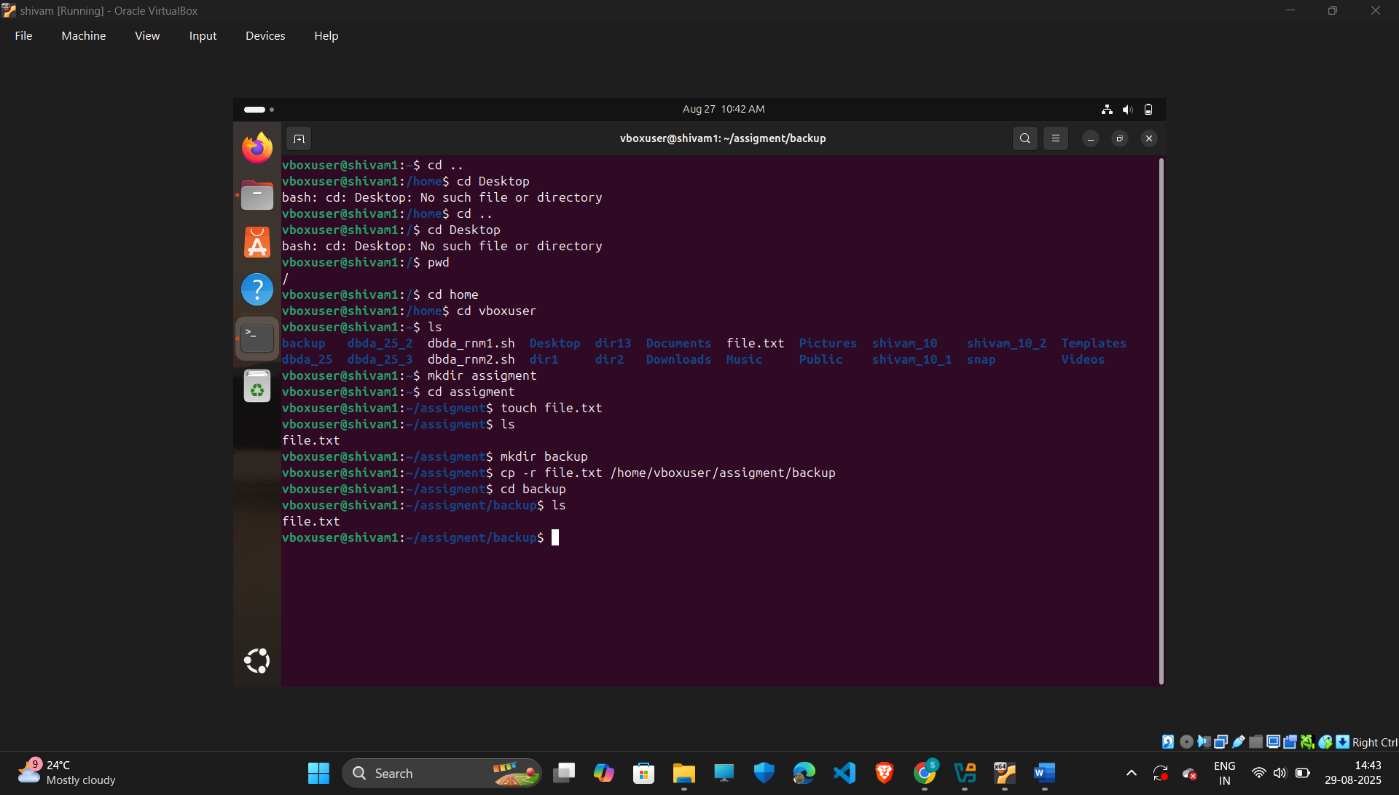 shivam [Running] - Oracle VirtualBox
File Machine View Input Devices Help
Aug 27 10:42 AM
vboxuser@shivam1: ~/assigment/backup
vboxuser@shivam1:~$ cd ..
vboxuser@shivam1:/home$ cd Desktop
bash: cd: Desktop: No such file or directory
vboxuser@shivam1:/home$ cd ..
vboxuser@shivam1:/$ cd Desktop
bash: cd: Desktop: No such file or directory
vboxuser@shivam1:/$ pwd
/
vboxuser@shivam1:/$ cd home
vboxuser@shivam1:/home$ cd vboxuser
vboxuser@shivam1:~$ ls
backup dbda_25_2 dbda_rnm1.sh Desktop dir13 Documents file.txt Pictures shivam_10 shivam_10_2 Templates
dbda_25 dbda_25_3 dbda_rnm2.sh dir1 dir2 Downloads Music Public shivam_10_1 snap Videos
vboxuser@shivam1:~$ mkdir assigment
vboxuser@shivam1:~$ cd assigment
vboxuser@shivam1:~/assigment$ touch file.txt
vboxuser@shivam1:~/assigment$ ls
file.txt
vboxuser@shivam1:~/assigment$ mkdir backup
vboxuser@shivam1:~/assigment$ cp -r file.txt /home/vboxuser/assigment/backup
vboxuser@shivam1:~/assigment$ cd backup
vboxuser@shivam1:~/assigment/backup$ ls
file.txt
vboxuser@shivam1:~/assigment/backup$
Right Ctrl
9
24°C
Mostly cloudy
Search
S
x64
ENG
IN
14:43
29-08-2025